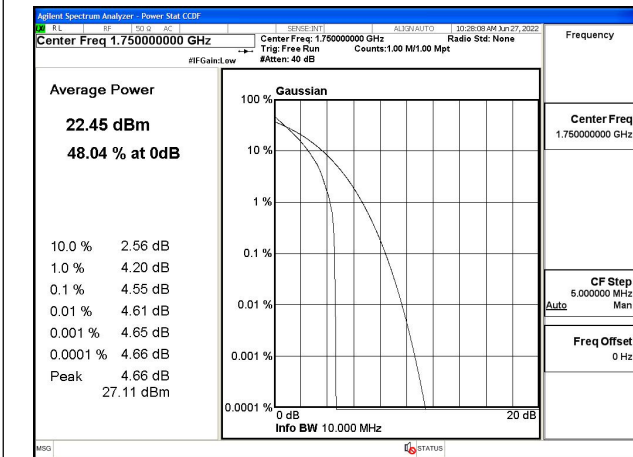 Agilent Spectrum Analyzer - Power Stat CCDF
LXI RL RF 50 Ω AC SENSE:INT ALIGNAUTO 10:28:08 AM Jun 27, 2022
Center Freq 1.750000000 GHz
Center Freq: 1.750000000 GHz Radio Std: None
Trig: Free Run Counts:1.00 M/1.00 Mpt
#IFGain:Low #Atten: 40 dB
Frequency
Average Power
22.45 dBm
48.04 % at 0dB
10.0 % 2.56 dB
1.0 % 4.20 dB
0.1 % 4.55 dB
0.01 % 4.61 dB
0.001 % 4.65 dB
0.0001 % 4.66 dB
Peak 4.66 dB
27.11 dBm
Gaussian
100 %
10 %
1 %
0.1 %
0.01 %
0.001 %
0.0001 %
0 dB 20 dB
Info BW 10.000 MHz
Center Freq
1.750000000 GHz
CF Step
5.000000 MHz
Auto Man
Freq Offset
0 Hz
MSG STATUS